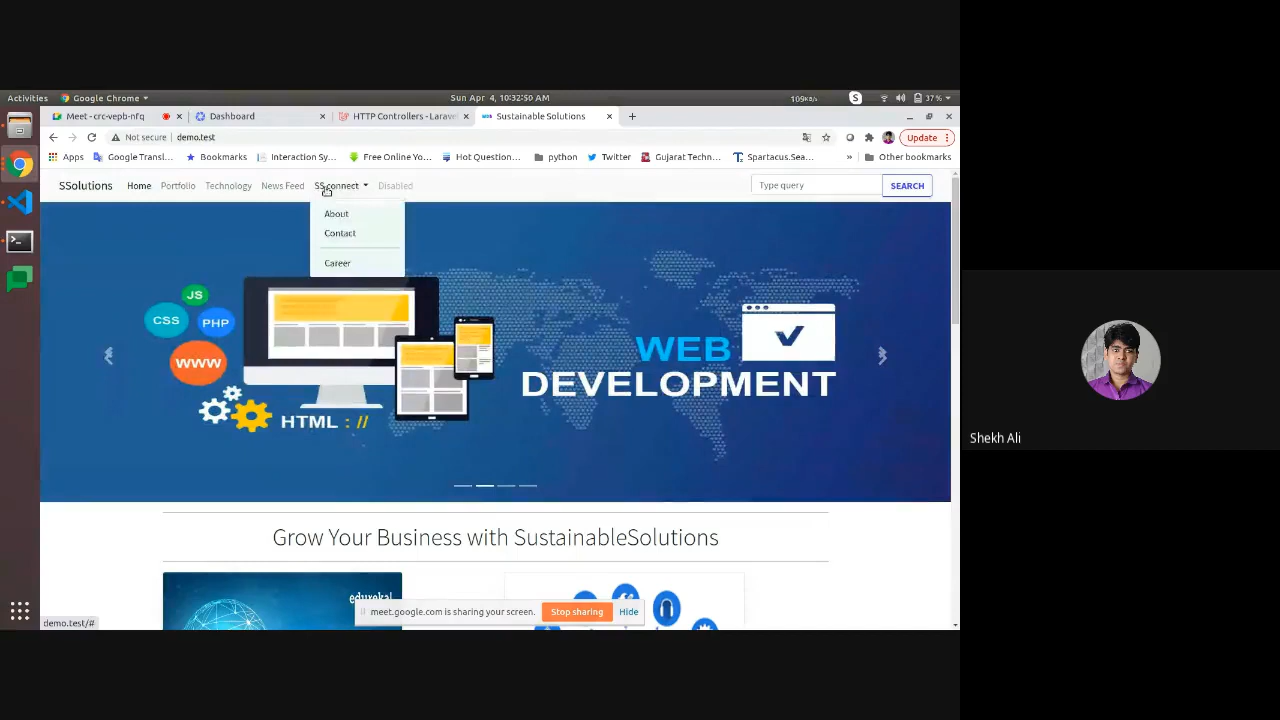 Activities Google Chrome Sun Apr 4, 10:32:50 AM 109KB/s 37%
Meet - crc-vepb-nfq Dashboard HTTP Controllers - Larave Sustainable Solutions
Not secure demo.test Update
Apps Google Transl... Bookmarks Interaction Sy... Free Online Yo... Hot Question... python Twitter Gujarat Techn... Spartacus.Sea... » Other bookmarks
SSolutions Home Portfolio Technology News Feed SSconnect Disabled Type query SEARCH
About
Contact
Career
JS
CSS PHP
WWW
HTML ://
WEB
DEVELOPMENT
Shekh Ali
Grow Your Business with SustainableSolutions
edureka!
meet.google.com is sharing your screen. Stop sharing Hide
demo.test/#